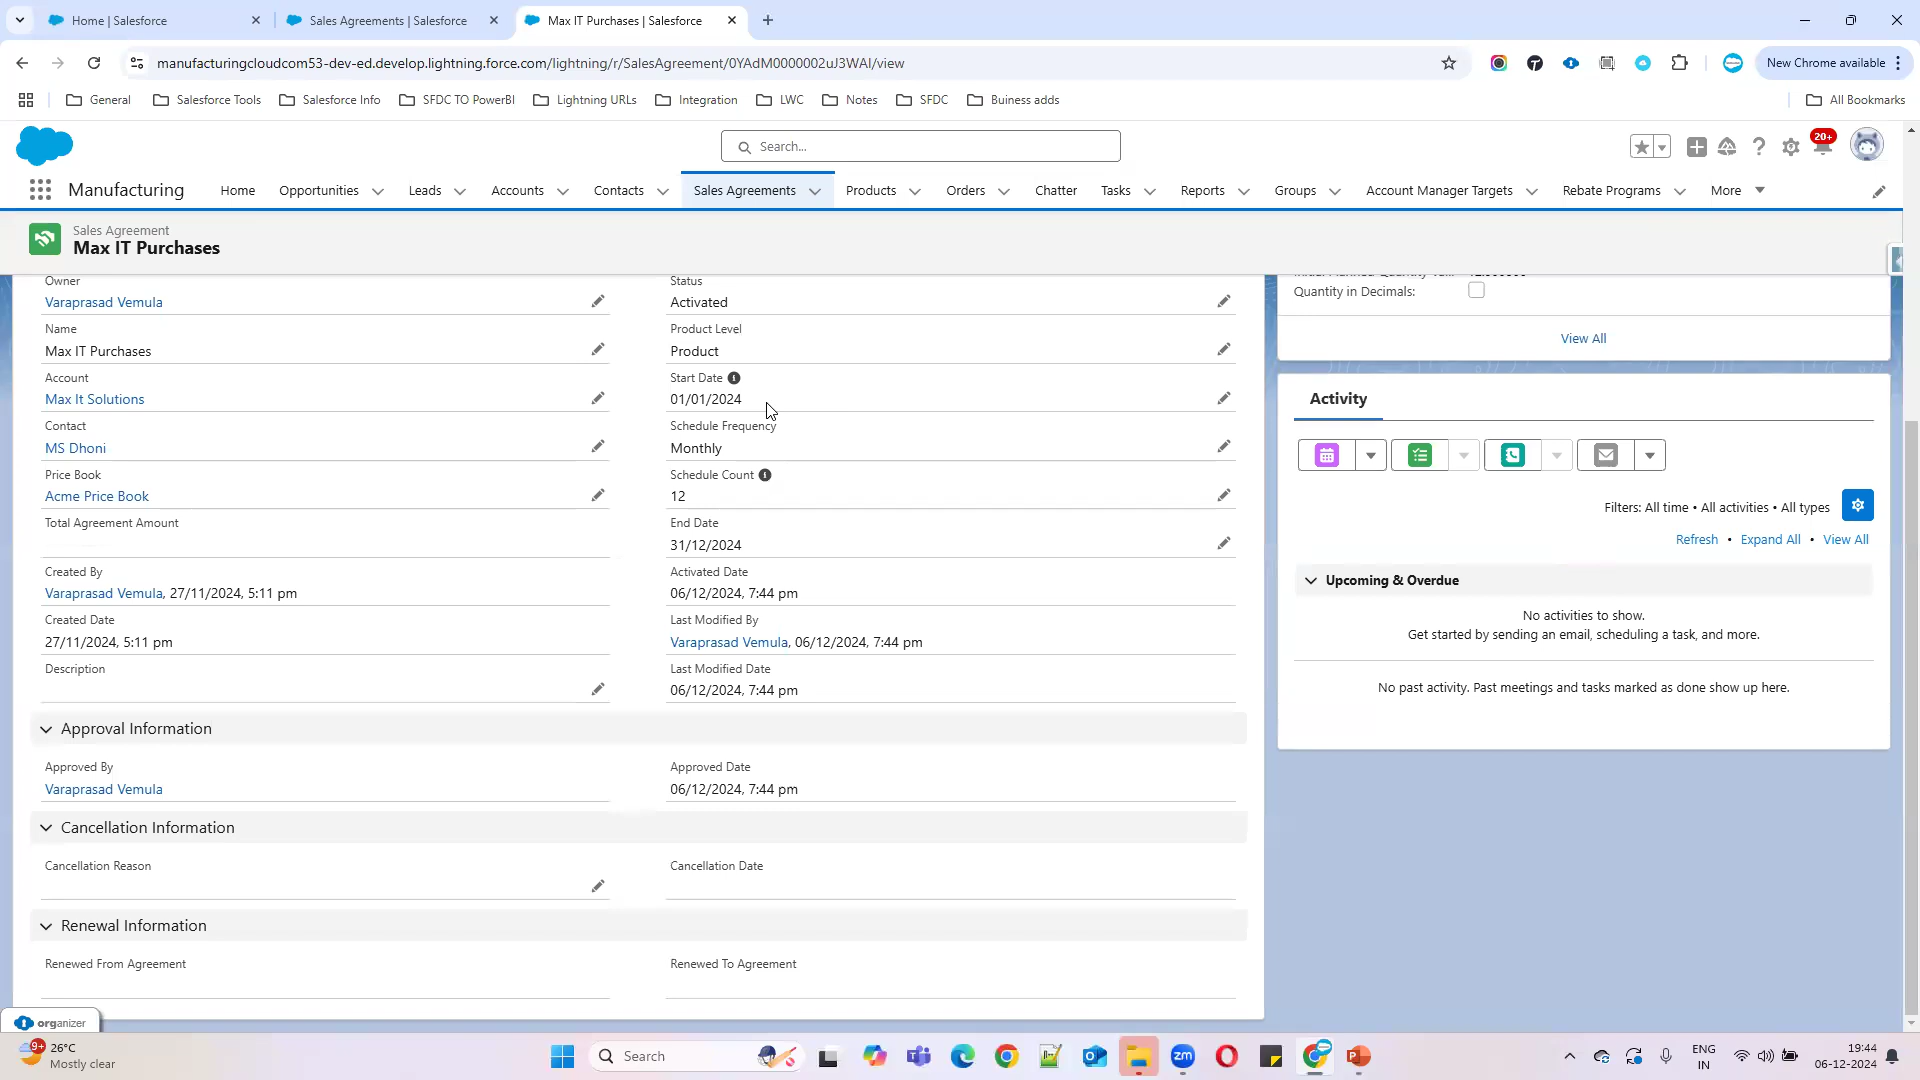 Home | Salesforce
Sales Agreements | Salesforce
Max IT Purchases | Salesforce
manufacturingcloudcom53-dev-ed.develop.lightning.force.com/lightning/r/SalesAgreement/0YAdM0000002uJ3WAI/view
New Chrome available
General
Salesforce Tools
Salesforce Info
SFDC TO PowerBI
Lightning URLs
Integration
LWC
Notes
SFDC
Buiness adds
All Bookmarks
Search...
20+
Manufacturing
Home
Opportunities
Leads
Accounts
Contacts
Sales Agreements
Products
Orders
Chatter
Tasks
Reports
Groups
Account Manager Targets
Rebate Programs
More
Sales Agreement
Max IT Purchases
Owner
Varaprasad Vemula
Status
Activated
Name
Max IT Purchases
Product Level
Product
Account
Max It Solutions
Start Date
01/01/2024
Contact
MS Dhoni
Schedule Frequency
Monthly
Price Book
Acme Price Book
Schedule Count
12
Total Agreement Amount
End Date
31/12/2024
Created By
Varaprasad Vemula, 27/11/2024, 5:11 pm
Activated Date
06/12/2024, 7:44 pm
Created Date
27/11/2024, 5:11 pm
Last Modified By
Varaprasad Vemula, 06/12/2024, 7:44 pm
Description
Last Modified Date
06/12/2024, 7:44 pm
Approval Information
Approved By
Varaprasad Vemula
Approved Date
06/12/2024, 7:44 pm
Cancellation Information
Cancellation Reason
Cancellation Date
Renewal Information
Renewed From Agreement
Renewed To Agreement
Quantity in Decimals:
View All
Activity
Filters: All time • All activities • All types
Refresh • Expand All • View All
Upcoming & Overdue
No activities to show.
Get started by sending an email, scheduling a task, and more.
No past activity. Past meetings and tasks marked as done show up here.
organizer
9+
26°C
Mostly clear
Search
zm
ENG
IN
19:44
06-12-2024